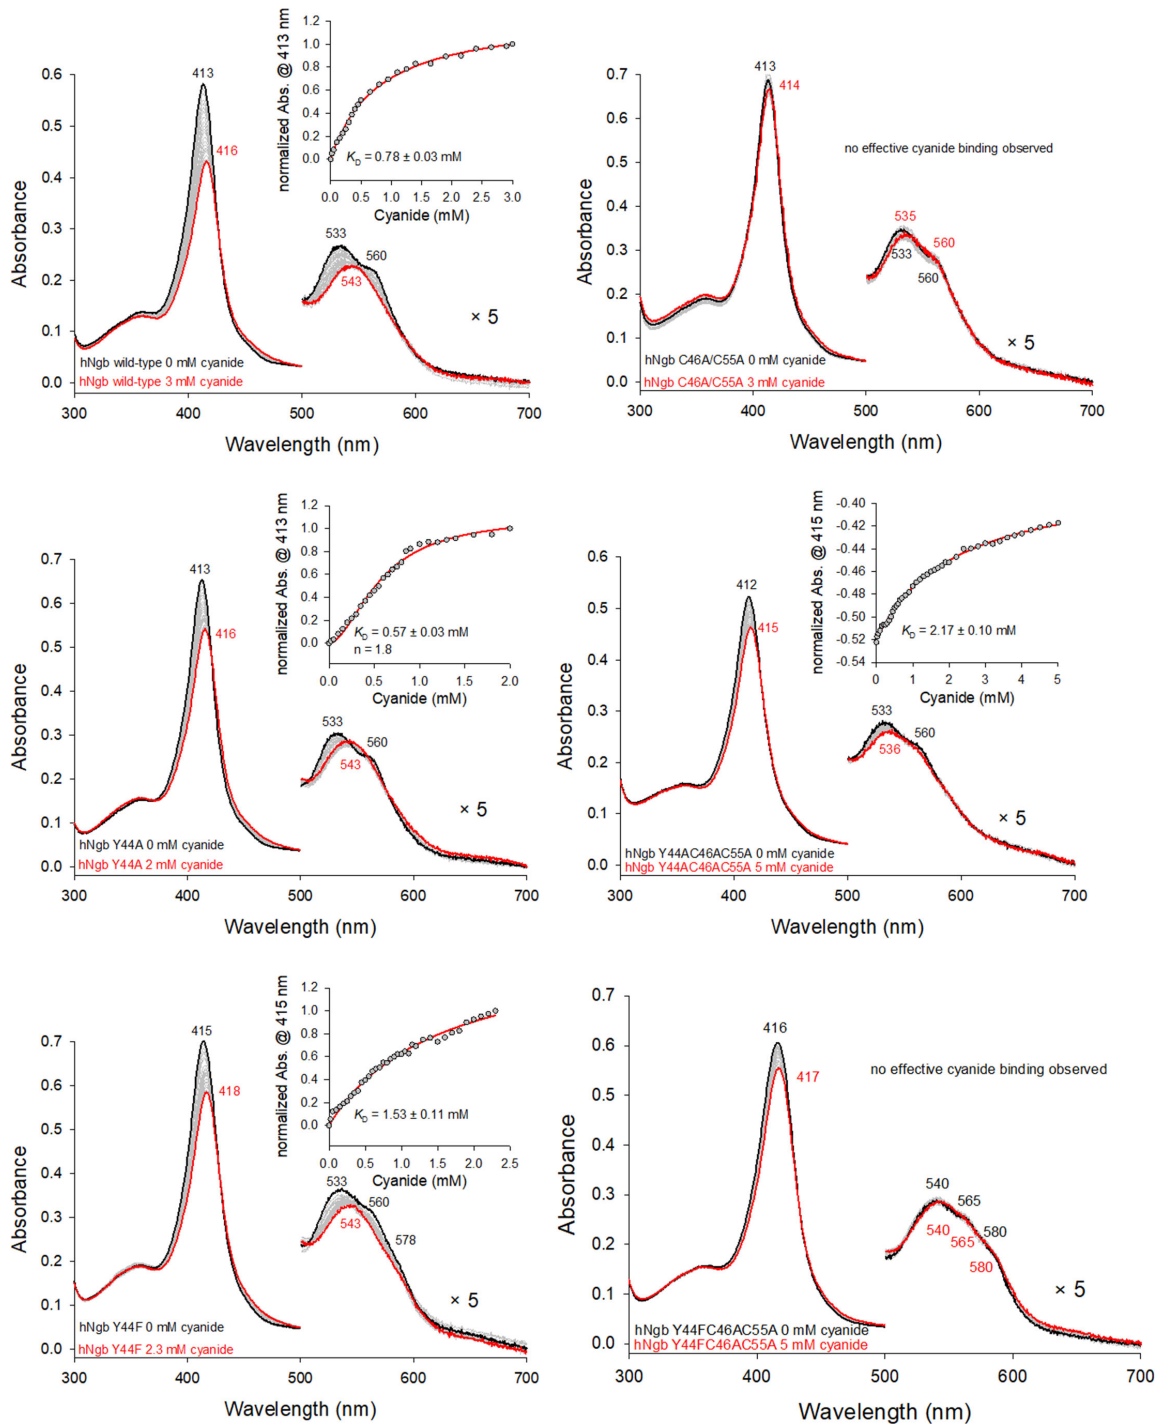 normalized Abs. @ 413 nm
1.2
1.0
0.8
0.6
0.4
0.2
0.0
K_D = 0.78 ± 0.03 mM
0.0 0.5 1.0 1.5 2.0 2.5 3.0
Cyanide (mM)
Absorbance
0.6
0.5
0.4
0.3
0.2
0.1
0.0
413
416
533
560
543
× 5
hNgb wild-type 0 mM cyanide
hNgb wild-type 3 mM cyanide
300 400 500 600 700
Wavelength (nm)
Absorbance
0.7
0.6
0.5
0.4
0.3
0.2
0.1
0.0
413
414
no effective cyanide binding observed
535
533
560
560
× 5
hNgb C46A/C55A 0 mM cyanide
hNgb C46A/C55A 3 mM cyanide
300 400 500 600 700
Wavelength (nm)
normalized Abs. @ 413 nm
1.2
1.0
0.8
0.6
0.4
0.2
0.0
K_D = 0.57 ± 0.03 mM
n = 1.8
0.0 0.5 1.0 1.5 2.0
Cyanide (mM)
Absorbance
0.7
0.6
0.5
0.4
0.3
0.2
0.1
0.0
413
416
533
560
543
× 5
hNgb Y44A 0 mM cyanide
hNgb Y44A 2 mM cyanide
300 400 500 600 700
Wavelength (nm)
normalized Abs. @ 415 nm
-0.40
-0.42
-0.44
-0.46
-0.48
-0.50
-0.52
-0.54
K_D = 2.17 ± 0.10 mM
0 1 2 3 4 5
Cyanide (mM)
Absorbance
0.6
0.5
0.4
0.3
0.2
0.1
0.0
412
415
533
560
536
× 5
hNgb Y44AC46AC55A 0 mM cyanide
hNgb Y44AC46AC55A 5 mM cyanide
300 400 500 600 700
Wavelength (nm)
normalized Abs. @ 415 nm
1.2
1.0
0.8
0.6
0.4
0.2
0.0
K_D = 1.53 ± 0.11 mM
0.0 0.5 1.0 1.5 2.0 2.5
Cyanide (mM)
Absorbance
0.7
0.6
0.5
0.4
0.3
0.2
0.1
0.0
415
418
533
560
543
578
× 5
hNgb Y44F 0 mM cyanide
hNgb Y44F 2.3 mM cyanide
300 400 500 600 700
Wavelength (nm)
Absorbance
0.7
0.6
0.5
0.4
0.3
0.2
0.1
0.0
416
417
no effective cyanide binding observed
540
565
580
540
565
580
× 5
hNgb Y44FC46AC55A 0 mM cyanide
hNgb Y44FC46AC55A 5 mM cyanide
300 400 500 600 700
Wavelength (nm)